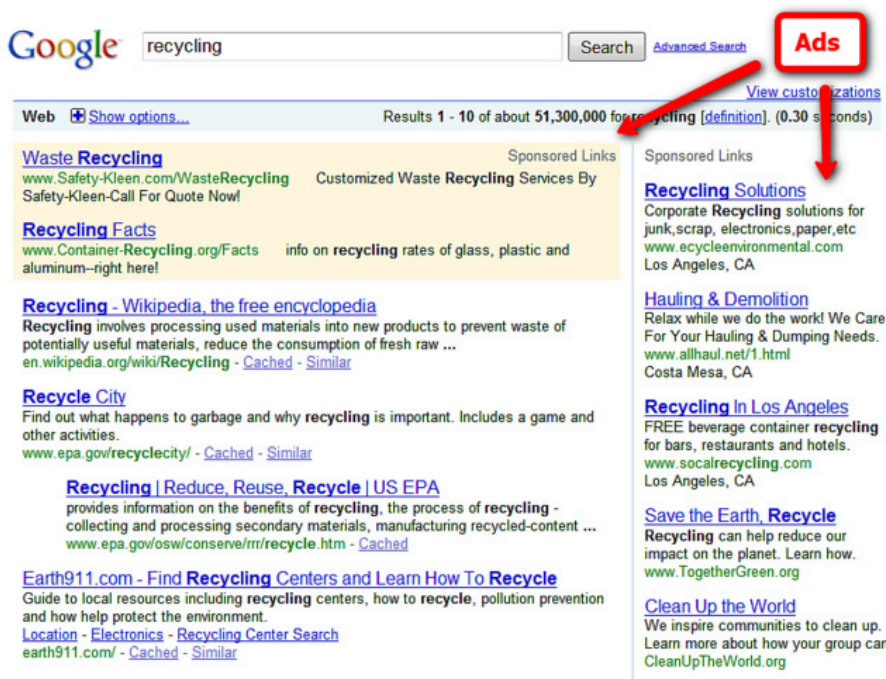 Google recycling Search Advanced Search Ads
View customizations
Web Show options... Results 1 - 10 of about 51,300,000 for recycling [definition]. (0.30 seconds)
Waste Recycling Sponsored Links
www.Safety-Kleen.com/WasteRecycling Customized Waste Recycling Services By
Safety-Kleen-Call For Quote Now!
Recycling Facts
www.Container-Recycling.org/Facts info on recycling rates of glass, plastic and
aluminum--right here!
Recycling - Wikipedia, the free encyclopedia
Recycling involves processing used materials into new products to prevent waste of
potentially useful materials, reduce the consumption of fresh raw ...
en.wikipedia.org/wiki/Recycling - Cached - Similar
Recycle City
Find out what happens to garbage and why recycling is important. Includes a game and
other activities.
www.epa.gov/recyclecity/ - Cached - Similar
Recycling | Reduce, Reuse, Recycle | US EPA
provides information on the benefits of recycling, the process of recycling -
collecting and processing secondary materials, manufacturing recycled-content ...
www.epa.gov/osw/conserve/rrr/recycle.htm - Cached
Earth911.com - Find Recycling Centers and Learn How To Recycle
Guide to local resources including recycling centers, how to recycle, pollution prevention
and how help protect the environment.
Location - Electronics - Recycling Center Search
earth911.com/ - Cached - Similar
Sponsored Links
Recycling Solutions
Corporate Recycling solutions for
junk,scrap, electronics,paper,etc
www.ecycleenvironmental.com
Los Angeles, CA
Hauling & Demolition
Relax while we do the work! We Care
For Your Hauling & Dumping Needs.
www.allhaul.net/1.html
Costa Mesa, CA
Recycling In Los Angeles
FREE beverage container recycling
for bars, restaurants and hotels.
www.socalrecycling.com
Los Angeles, CA
Save the Earth, Recycle
Recycling can help reduce our
impact on the planet. Learn how.
www.TogetherGreen.org
Clean Up the World
We inspire communities to clean up.
Learn more about how your group can
CleanUpTheWorld.org